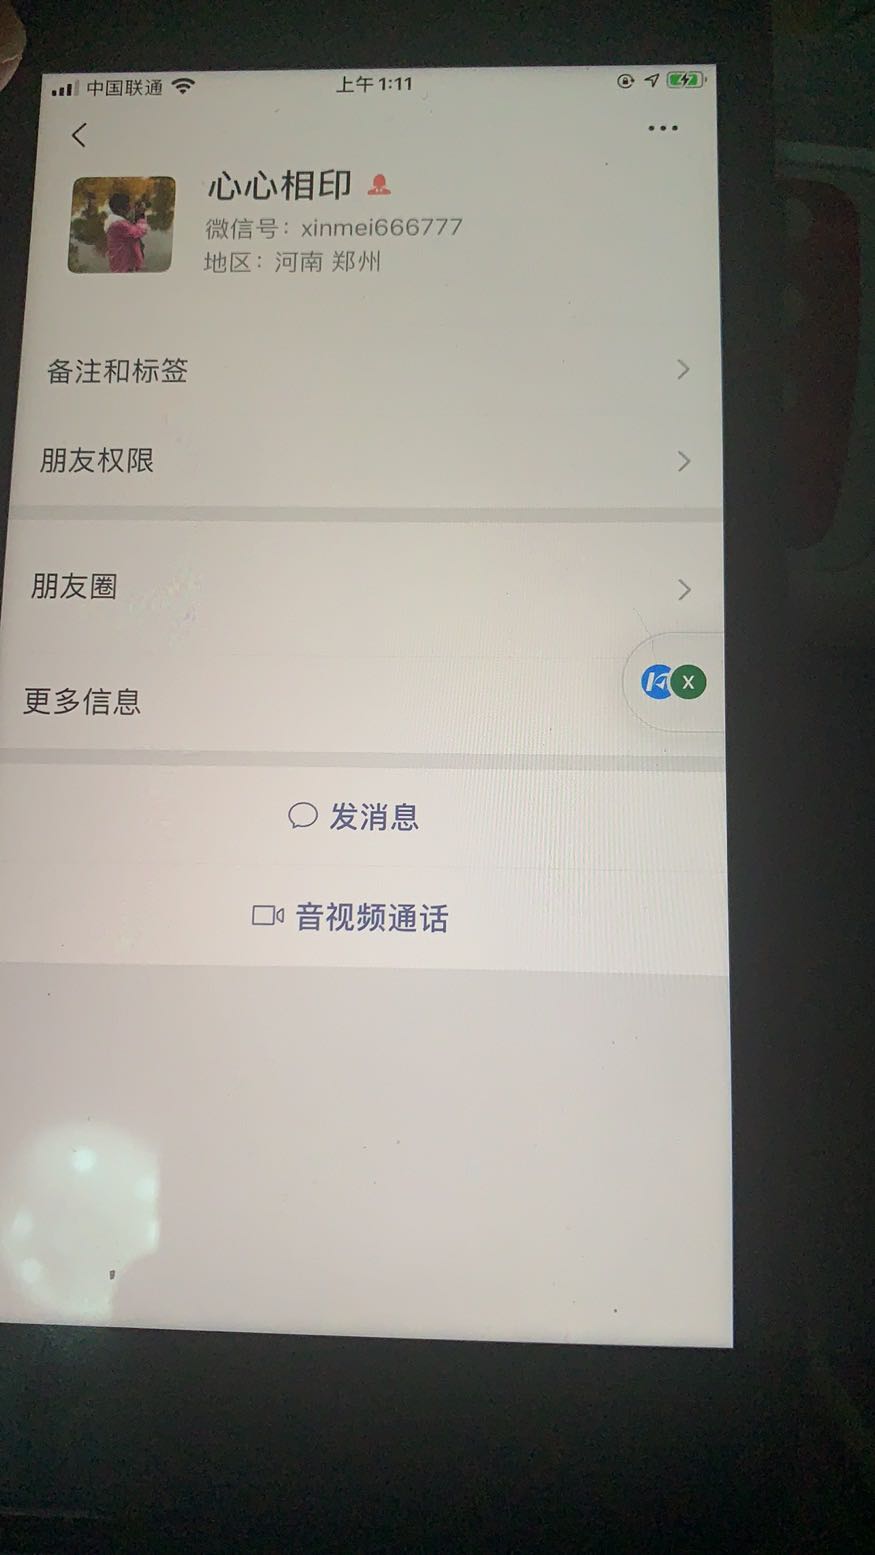 中国联通
上午1:11
心心相印
微信号：xinmei666777
地区：河南 郑州
备注和标签
朋友权限
朋友圈
更多信息
X
发消息
音视频通话